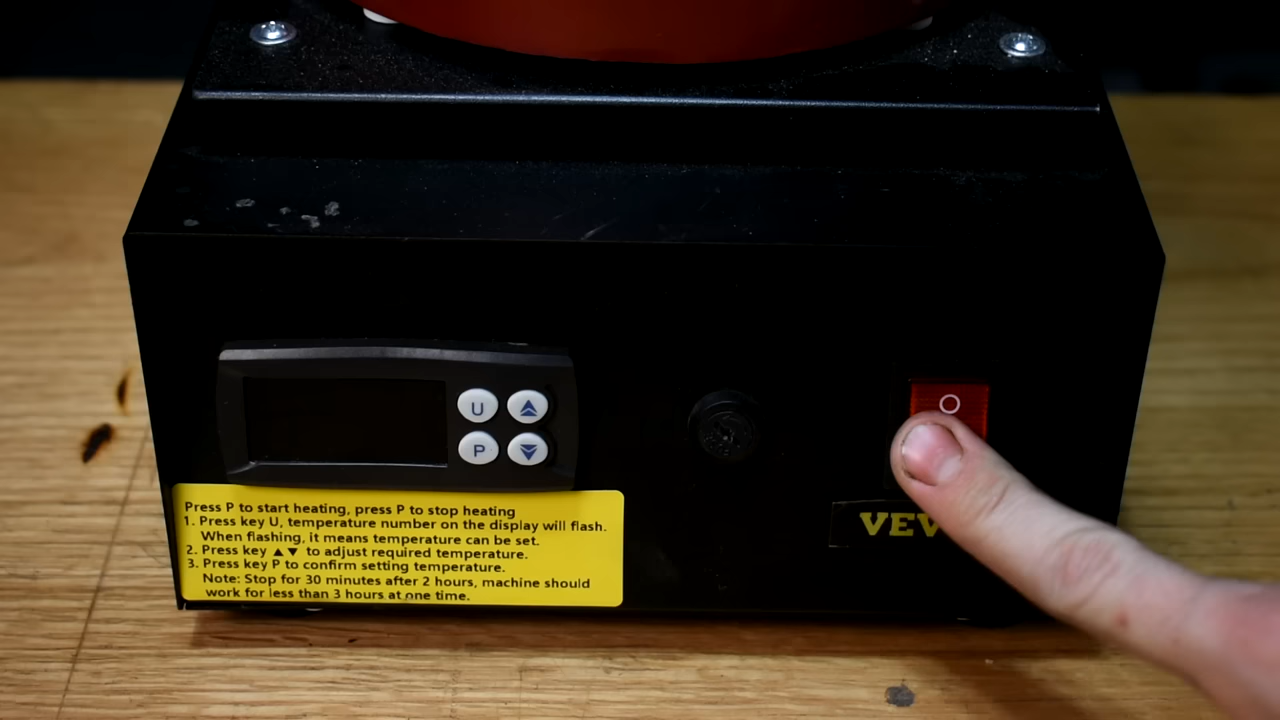 U
P
Press P to start heating, press P to stop heating
1. Press key U, temperature number on the display will flash.
When flashing, it means temperature can be set.
2. Press key ▲▼ to adjust required temperature.
3. Press key P to confirm setting temperature.
Note: Stop for 30 minutes after 2 hours, machine should
work for less than 3 hours at one time.
VEV